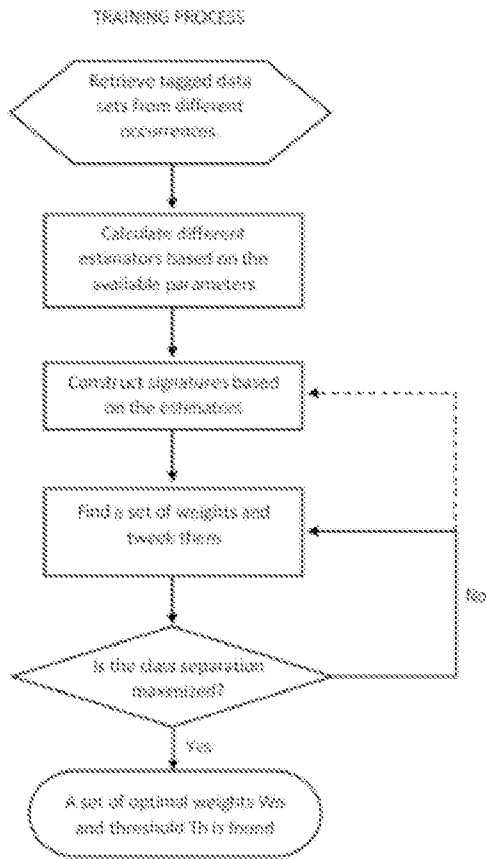 TRAINING PROCESS
Retrieve tagged data
sets from different
occurrences
Calculate different
estimators based on the
available parameters
Construct signatures based
on the estimators
Find a set of weights and
tweak them
No
Is the class separation
maximized?
Yes
A set of optimal weights Wn
and threshold Th is found